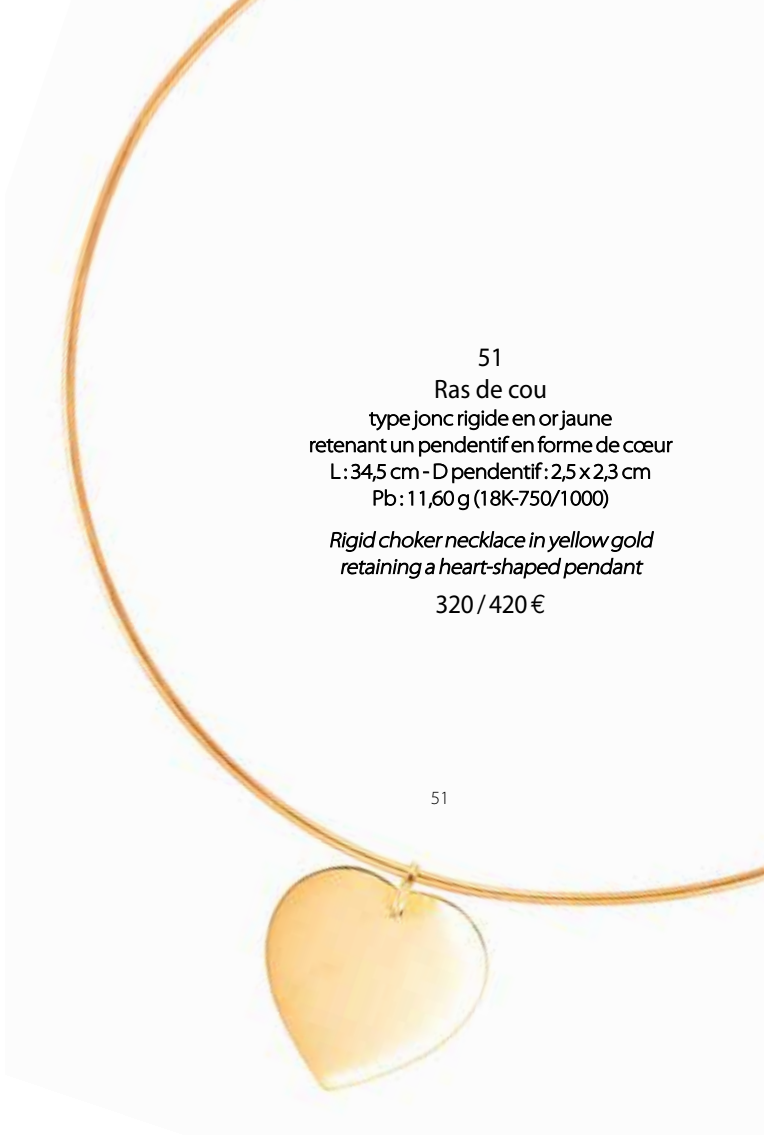 51
Ras de cou
type jonc rigide en or jaune
retenant un pendentif en forme de cœur
L : 34,5 cm - D pendentif : 2,5 x 2,3 cm
Pb : 11,60 g (18K-750/1000)
Rigid choker necklace in yellow gold
retaining a heart-shaped pendant
320 / 420 €
51